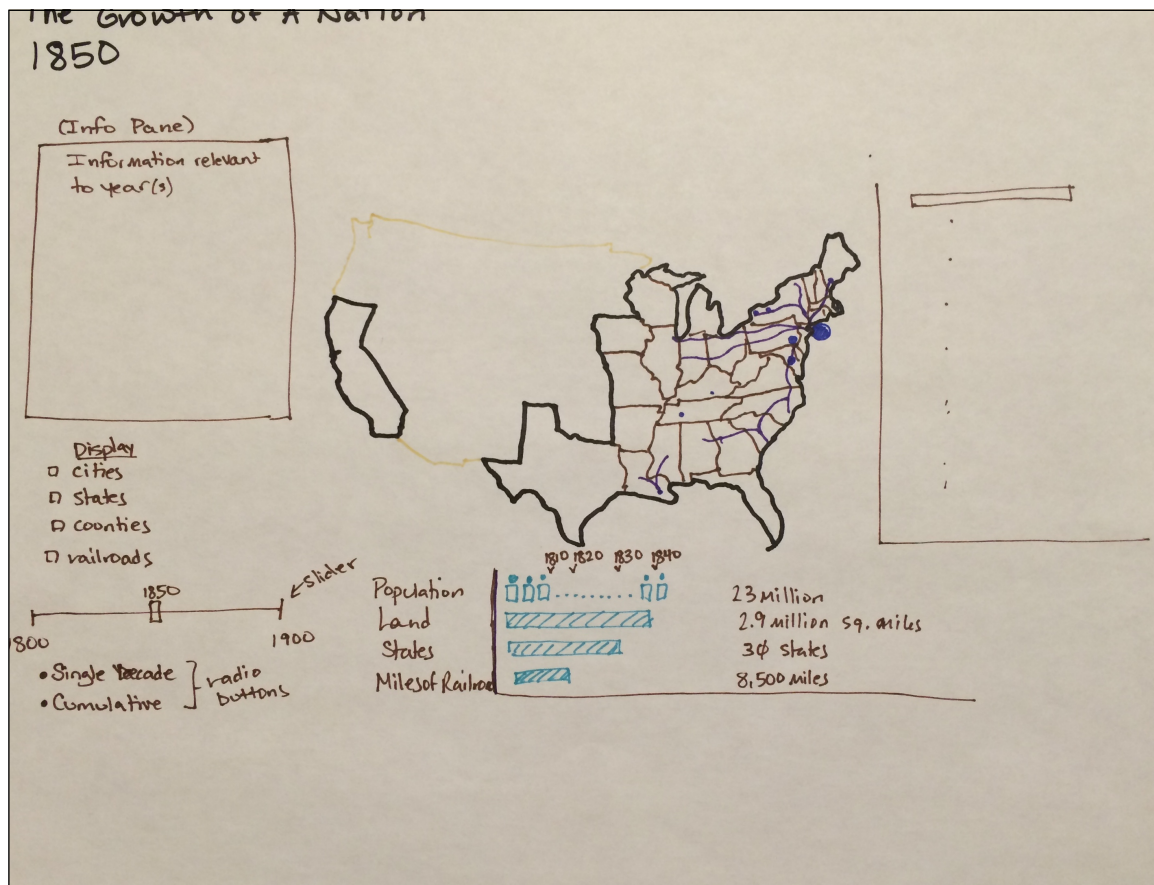 The Growth of A Nation
1850
(Info Pane)
Information relevant
to year(s)
Display
cities
states
counties
railroads
1850
slider
1800
1900
Single Decade
Cumulative
radio
buttons
1810 1820 1830 1840
Population 23 Million
Land 2.9 million sq. miles
States 30 states
Miles of Railroad 8,500 miles